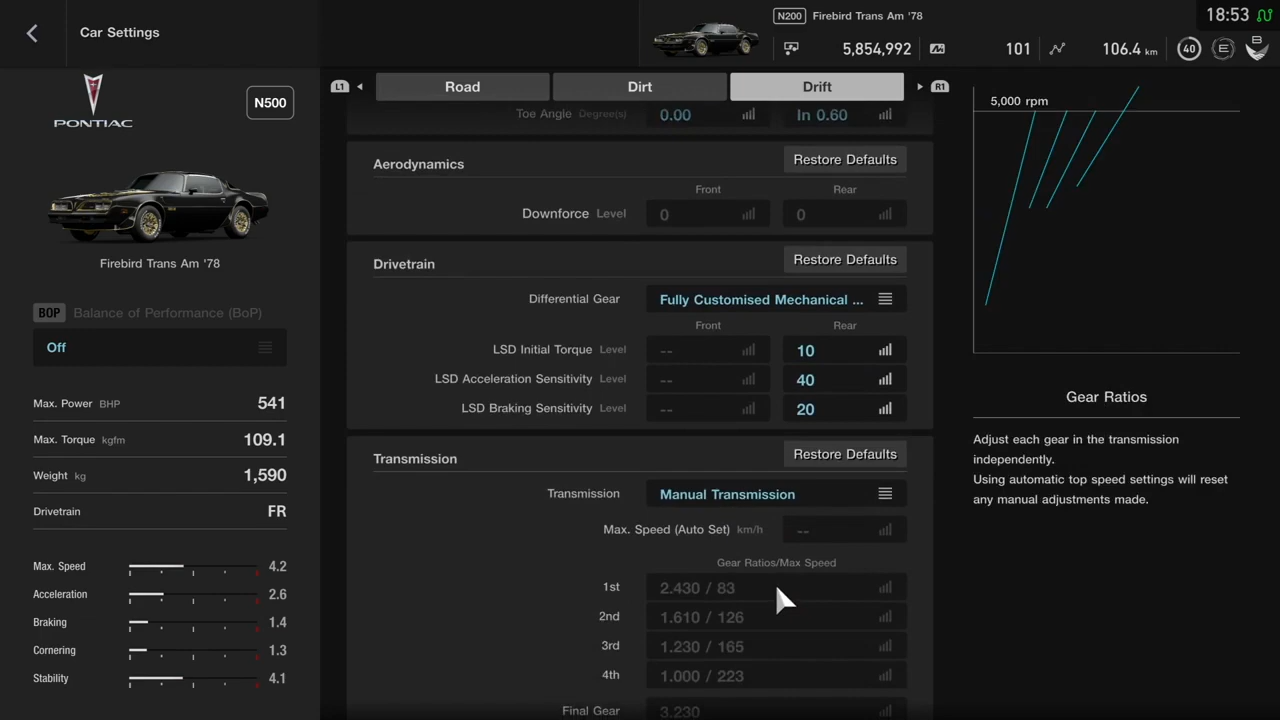 Car Settings
N200 Firebird Trans Am '78
18:53
5,854,992
101
106.4 km
40
E
B
PONTIAC
N500
Firebird Trans Am '78
BOP Balance of Performance (BoP)
Off
Max. Power BHP 541
Max. Torque kgfm 109.1
Weight kg 1,590
Drivetrain FR
Max. Speed 4.2
Acceleration 2.6
Braking 1.4
Cornering 1.3
Stability 4.1
L1 Road Dirt Drift R1
Toe Angle Degree(s) 0.00 In 0.60
Aerodynamics Restore Defaults
Front Rear
Downforce Level 0 0
Drivetrain Restore Defaults
Differential Gear Fully Customised Mechanical ...
Front Rear
LSD Initial Torque Level -- 10
LSD Acceleration Sensitivity Level -- 40
LSD Braking Sensitivity Level -- 20
Transmission Restore Defaults
Transmission Manual Transmission
Max. Speed (Auto Set) km/h --
Gear Ratios/Max Speed
1st 2.430 / 83
2nd 1.610 / 126
3rd 1.230 / 165
4th 1.000 / 223
Final Gear 3.230
5,000 rpm
Gear Ratios
Adjust each gear in the transmission
independently.
Using automatic top speed settings will reset
any manual adjustments made.